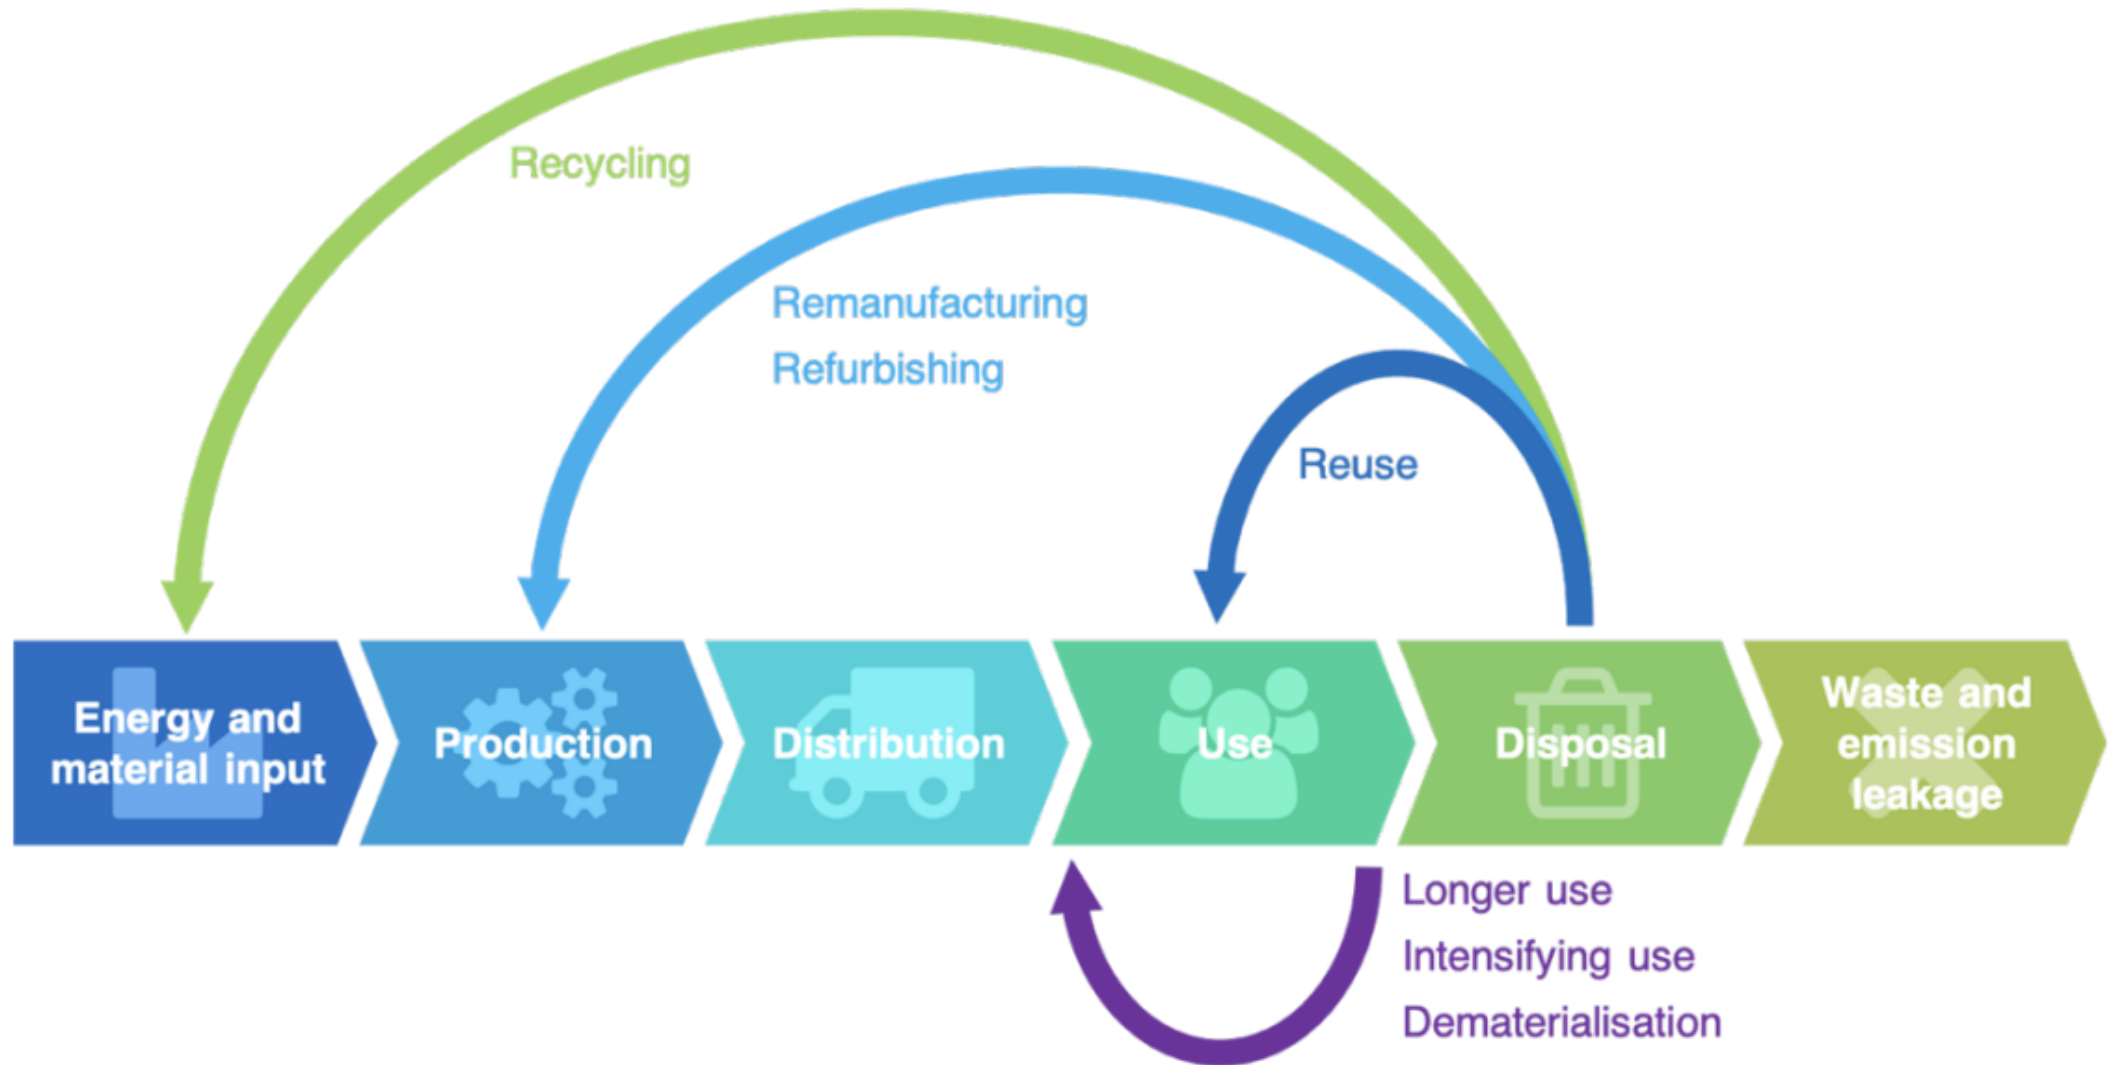 Recycling
Remanufacturing
Refurbishing
Reuse
Energy and
material input
Production
Distribution
Use
Disposal
Waste and
emission
leakage
Longer use
Intensifying use
Dematerialisation